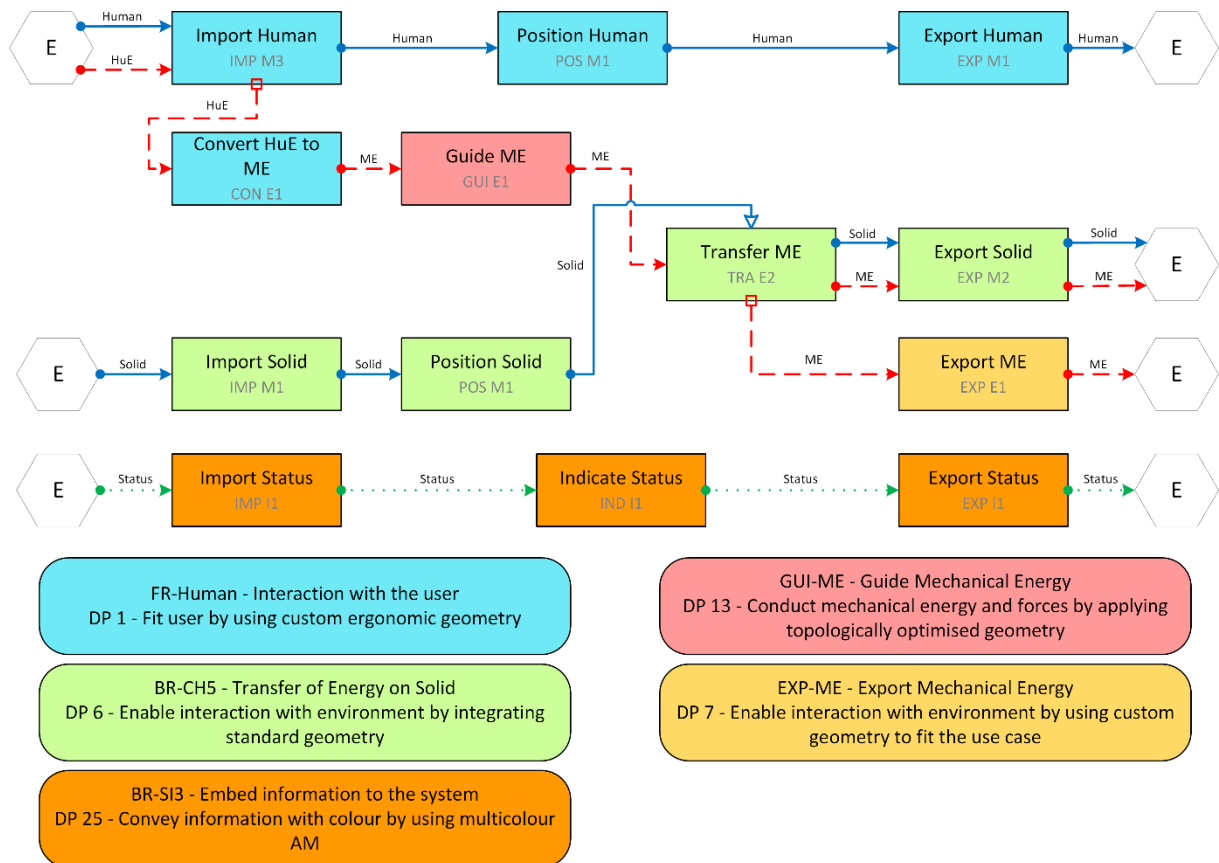 E
Human
HuE
Import Human
IMP M3
Human
Position Human
POS M1
Human
Export Human
EXP M1
Human
E
HuE
Convert HuE to
ME
CON E1
ME
Guide ME
GUI E1
ME
Solid
Transfer ME
TRA E2
Solid
ME
Export Solid
EXP M2
Solid
ME
E
E
Solid
Import Solid
IMP M1
Solid
Position Solid
POS M1
ME
Export ME
EXP E1
ME
E
E
Status
Import Status
IMP I1
Status
Indicate Status
IND I1
Status
Export Status
EXP I1
Status
E
FR-Human - Interaction with the user
DP 1 - Fit user by using custom ergonomic geometry
GUI-ME - Guide Mechanical Energy
DP 13 - Conduct mechanical energy and forces by applying
topologically optimised geometry
BR-CH5 - Transfer of Energy on Solid
DP 6 - Enable interaction with environment by integrating
standard geometry
EXP-ME - Export Mechanical Energy
DP 7 - Enable interaction with environment by using custom
geometry to fit the use case
BR-SI3 - Embed information to the system
DP 25 - Convey information with colour by using multicolour
AM